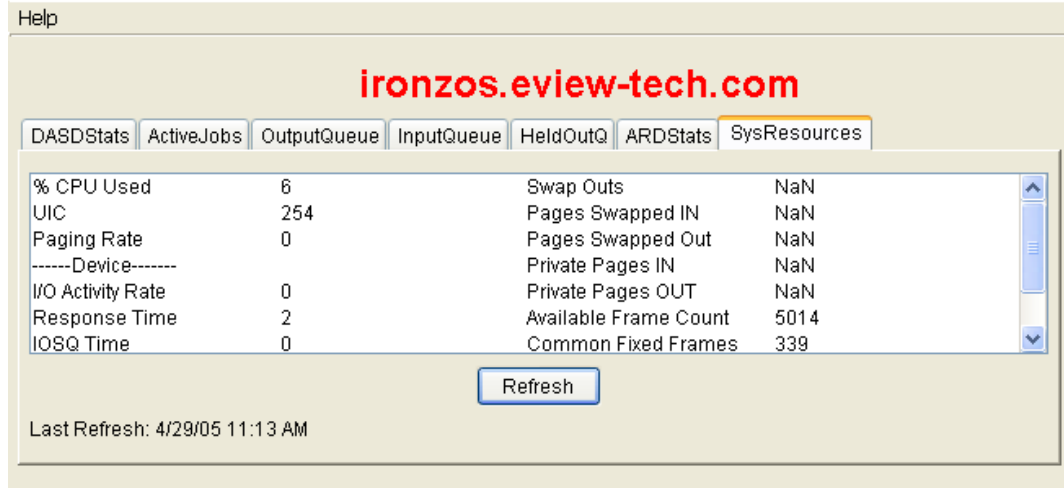 Help
ironzos.eview-tech.com
DASDStats ActiveJobs OutputQueue InputQueue HeldOutQ ARDStats SysResources
% CPU Used 6 Swap Outs NaN
UIC 254 Pages Swapped IN NaN
Paging Rate 0 Pages Swapped Out NaN
------Device------- Private Pages IN NaN
I/O Activity Rate 0 Private Pages OUT NaN
Response Time 2 Available Frame Count 5014
IOSQ Time 0 Common Fixed Frames 339
Refresh
Last Refresh: 4/29/05 11:13 AM